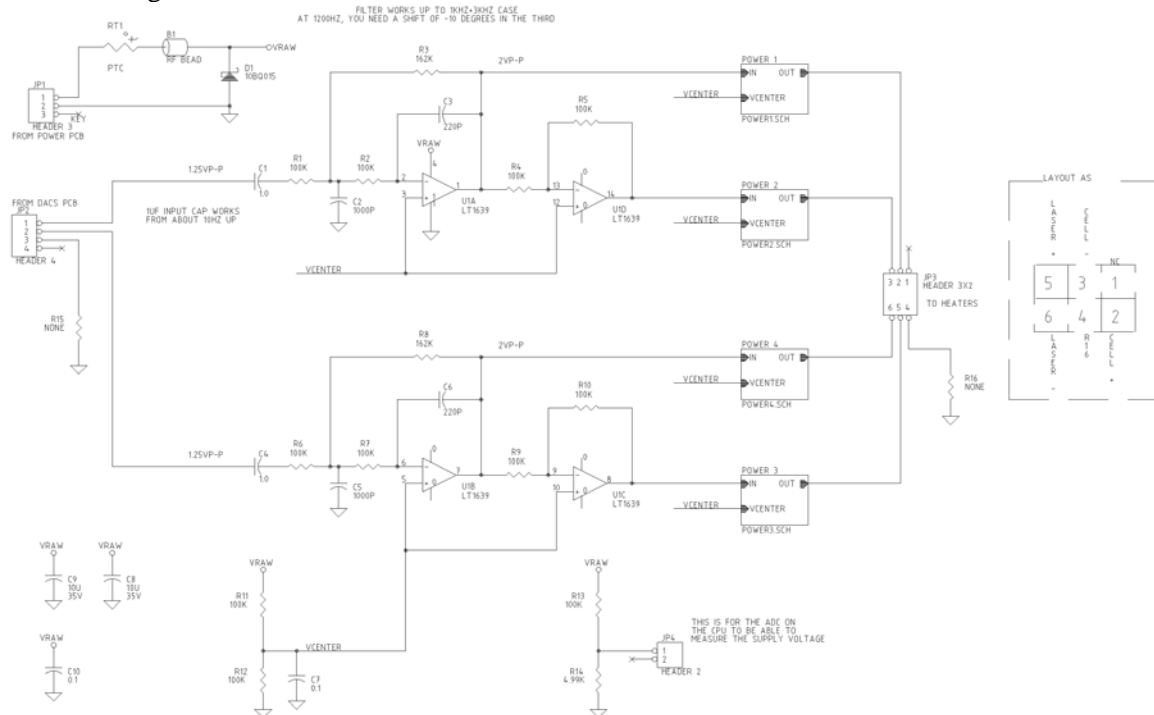 FILTER WORKS UP TO 1KHZ+3KHZ CASE
AT 1200HZ, YOU NEED A SHIFT OF -10 DEGREES IN THE THIRD
RT1
PTC
B1
RF BEAD
VRAW
D1
10BQ015
JP1
1
2
3
KEY
HEADER 3
FROM POWER PCB
FROM DACS PCB
JP2
1
2
3
4
HEADER 4
R15
NONE
1.25VP-P
1UF INPUT CAP WORKS
FROM ABOUT 10HZ UP
C1
1.0
R1
100K
R2
100K
C2
1000P
R3
162K
C3
220P
VRAW
4
2
3
1
U1A
LT1639
2VP-P
R4
100K
R5
100K
13
12
14
0
0
U1D
LT1639
VCENTER
POWER 1
IN
OUT
VCENTER
VCENTER
POWER1.SCH
POWER 2
IN
OUT
VCENTER
VCENTER
POWER2.SCH
JP3
HEADER 3X2
3 2 1
6 5 4
TO HEATERS
R16
NONE
LAYOUT AS
LASER +
CELL -
NC
5 3 1
6 4 2
LASER -
R16
CELL +
1.25VP-P
C4
1.0
R6
100K
R7
100K
C5
1000P
R8
162K
C6
220P
0
6
5
7
0
U1B
LT1639
2VP-P
R9
100K
R10
100K
0
9
10
8
0
U1C
LT1639
POWER 4
IN
OUT
VCENTER
VCENTER
POWER4.SCH
POWER 3
IN
OUT
VCENTER
VCENTER
POWER3.SCH
VRAW
C9
10U
35V
VRAW
C8
10U
35V
VRAW
C10
0.1
VRAW
R11
100K
VCENTER
R12
100K
C7
0.1
VRAW
R13
100K
R14
4.99K
THIS IS FOR THE ADC ON
THE CPU TO BE ABLE TO
MEASURE THE SUPPLY VOLTAGE
JP4
1
2
HEADER 2